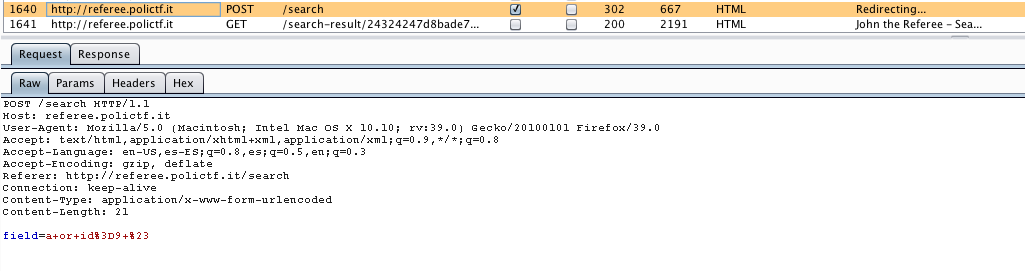 1640 http://referee.polictf.it POST /search 302 667 HTML Redirecting...
1641 http://referee.polictf.it GET /search-result/24324247d8bade7... 200 2191 HTML John the Referee – Sea...
Request Response
Raw Params Headers Hex
POST /search HTTP/1.1
Host: referee.polictf.it
User-Agent: Mozilla/5.0 (Macintosh; Intel Mac OS X 10.10; rv:39.0) Gecko/20100101 Firefox/39.0
Accept: text/html,application/xhtml+xml,application/xml;q=0.9,*/*;q=0.8
Accept-Language: en-US,es-ES;q=0.8,es;q=0.5,en;q=0.3
Accept-Encoding: gzip, deflate
Referer: http://referee.polictf.it/search
Connection: keep-alive
Content-Type: application/x-www-form-urlencoded
Content-Length: 21
field=a+or+id%3D9+%23